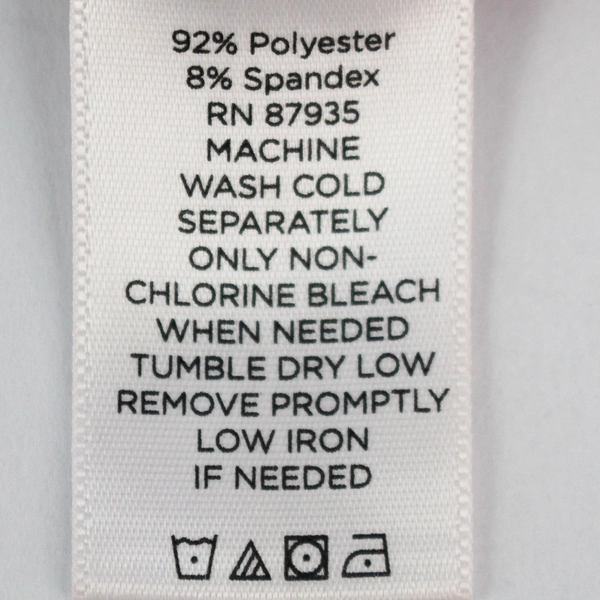 92% Polyester
8% Spandex
RN 87935
MACHINE
WASH COLD
SEPARATELY
ONLY NON-
CHLORINE BLEACH
WHEN NEEDED
TUMBLE DRY LOW
REMOVE PROMPTLY
LOW IRON
IF NEEDED